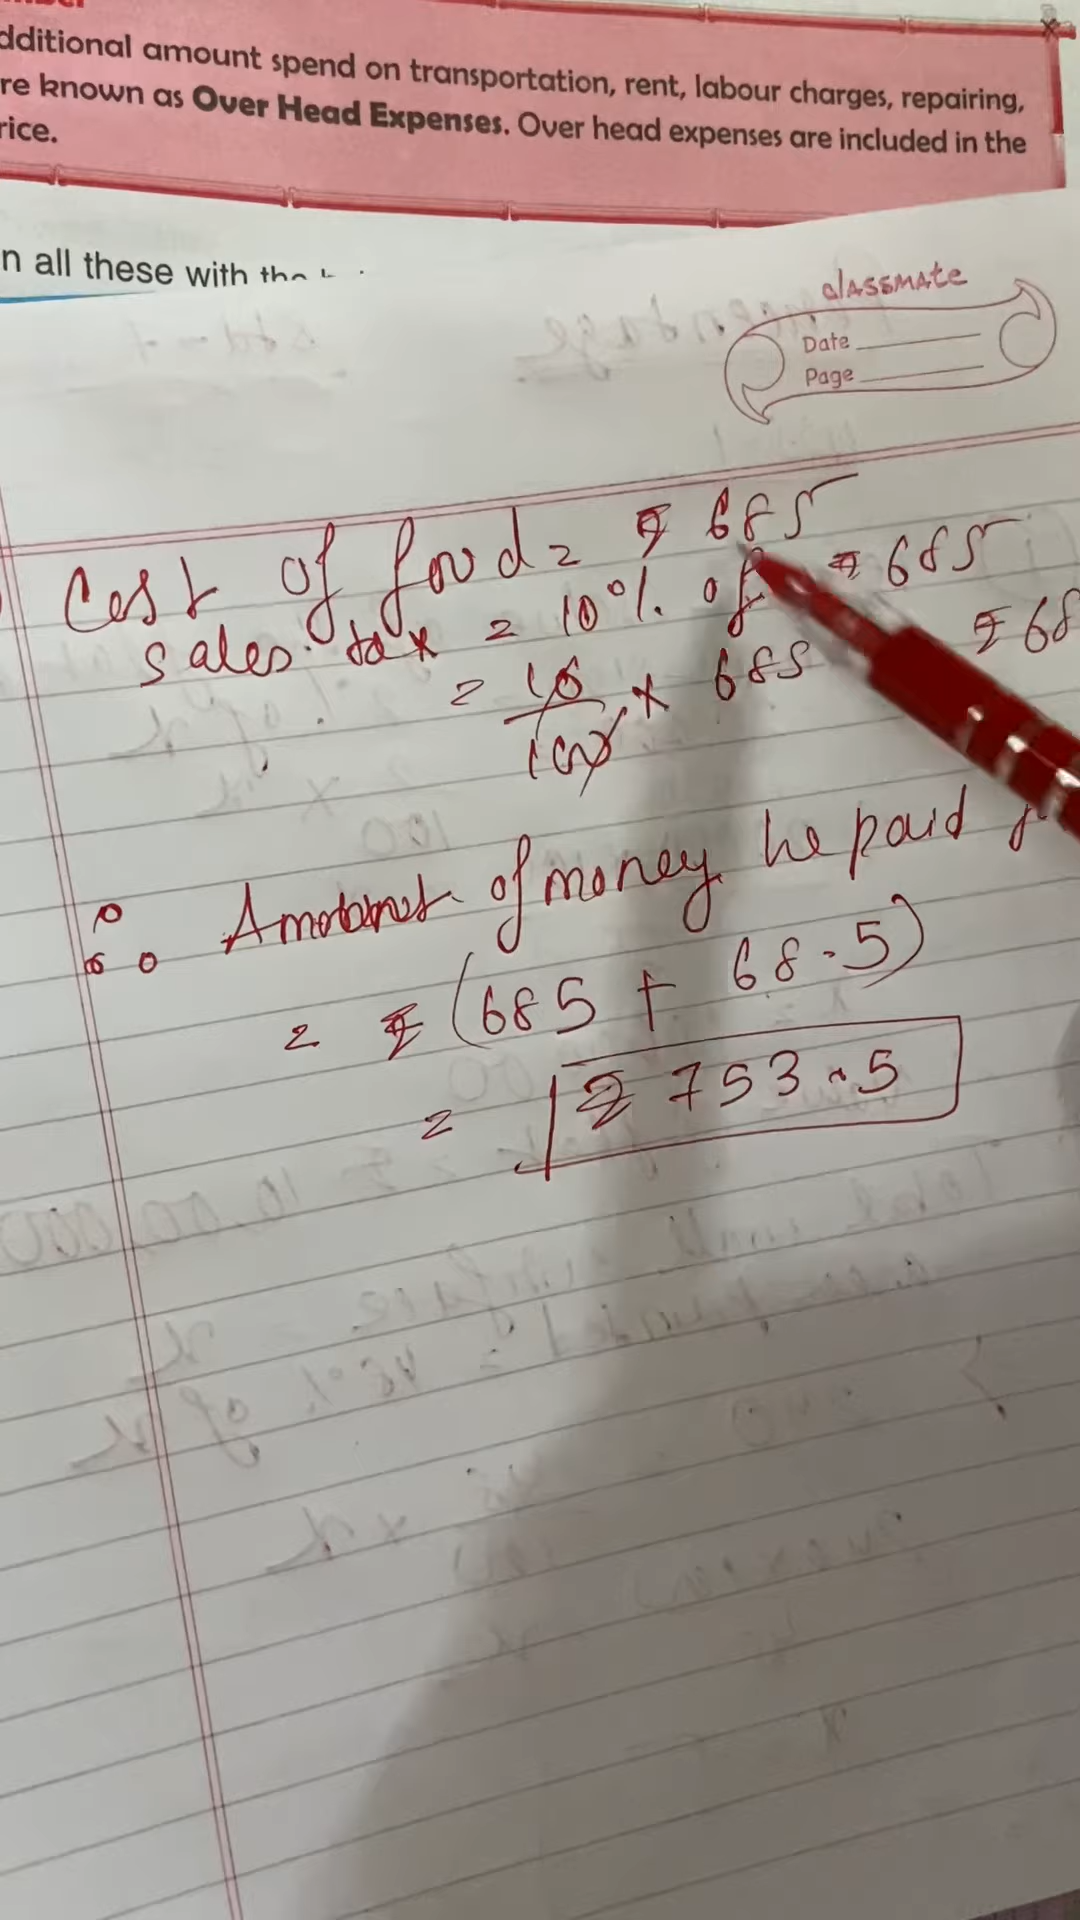 dditional amount spend on transportation, rent, labour charges, repairing,
re known as Over Head Expenses. Over head expenses are included in the
rice.
n all these with the
classmate
Date
Page
Cost of food = ₹ 685
sales tax = 10% of ₹ 685
= 10/100 × 685 ₹ 68
∴ Amount of money he paid
= ₹ (685 + 68.5)
= ₹ 753.5